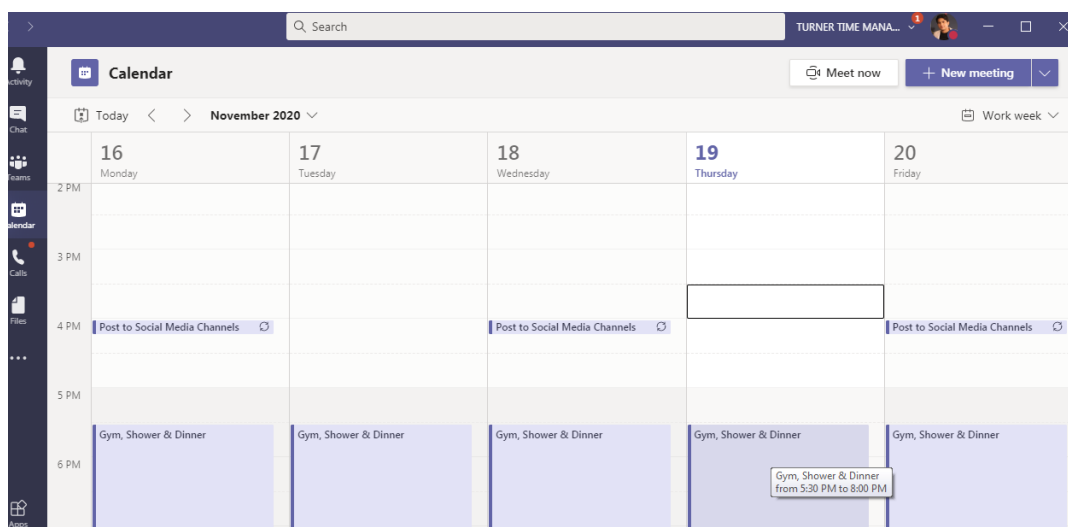 Search
TURNER TIME MANA...
1
Calendar
Meet now
New meeting
Today
November 2020
Work week
Chat
Calls
Files
16
Monday
17
Tuesday
18
Wednesday
19
Thursday
20
Friday
2 PM
3 PM
4 PM
Post to Social Media Channels
Post to Social Media Channels
Post to Social Media Channels
5 PM
Gym, Shower & Dinner
Gym, Shower & Dinner
Gym, Shower & Dinner
Gym, Shower & Dinner
Gym, Shower & Dinner
6 PM
Gym, Shower & Dinner
from 5:30 PM to 8:00 PM